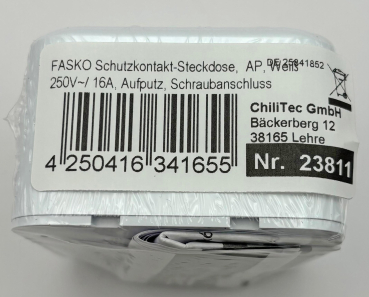 FASKO Schutzkontakt-Steckdose, AP, Weiß
DE 25841852
250V~/ 16A, Aufputz, Schraubanschluss
ChiliTec GmbH
Bäckerberg 12
38165 Lehre
4 250416 341655
Nr. 23811